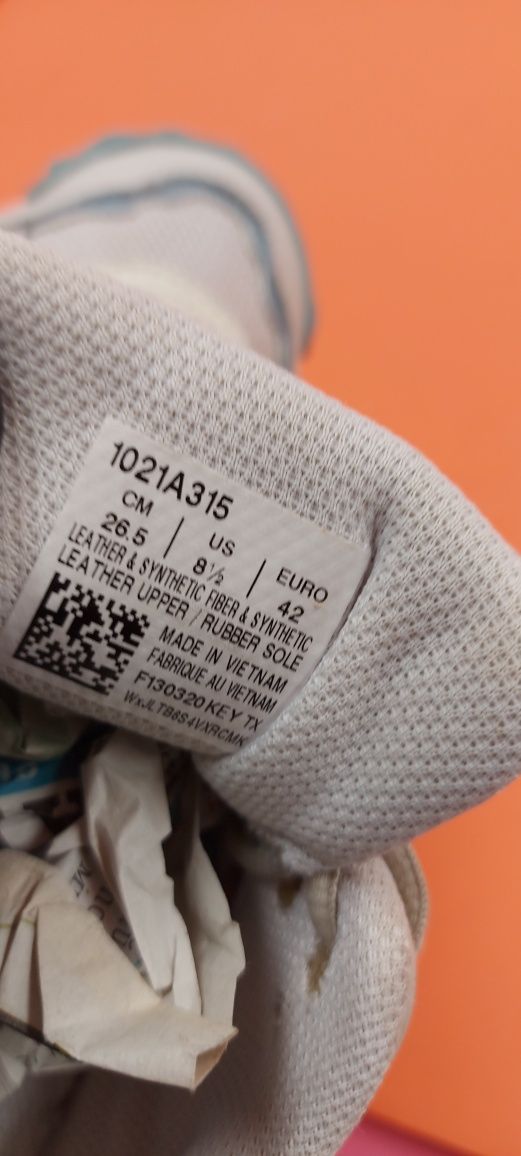 1021A315
CM | US | EURO
26.5 | 8½ | 42
LEATHER & SYNTHETIC FIBER & SYNTHETIC
LEATHER UPPER / RUBBER SOLE
MADE IN VIETNAM
FABRIQUE AU VIETNAM
F130320 KEY TX
WxJLTB8S4VXRCMK